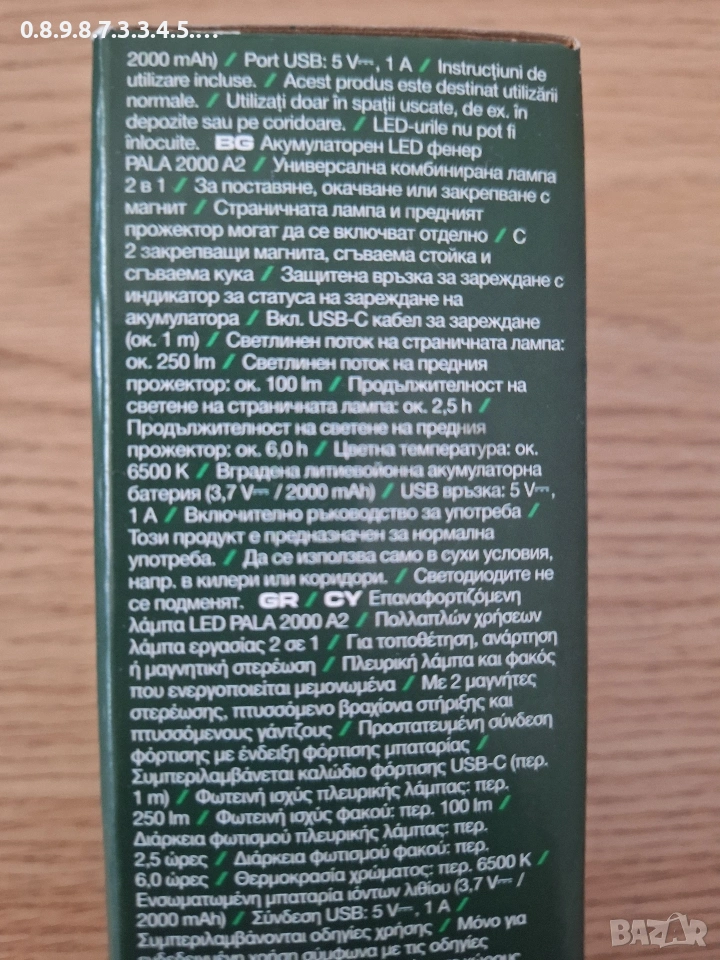 0.8.9.8.7.3.3.4.5....
2000 mAh) / Port USB: 5 V⎓, 1 A / Instrucțiuni de
utilizare incluse. / Acest produs este destinat utilizării
normale. / Utilizați doar în spații uscate, de ex. în
depozite sau pe coridoare. / LED-urile nu pot fi
înlocuite. BG Акумулаторен LED фенер
PALA 2000 A2 / Универсална комбинирана лампа
2 в 1 / За поставяне, окачване или закрепване с
магнит / Страничната лампа и предният
прожектор могат да се включват отделно / С
2 закрепващи магнита, сгъваема стойка и
сгъваема кука / Защитена връзка за зареждане с
индикатор за статуса на зареждане на
акумулатора / Вкл. USB-C кабел за зареждане
(ок. 1 m) / Светлинен поток на страничната лампа:
ок. 250 lm / Светлинен поток на предния
прожектор: ок. 100 lm / Продължителност на
светене на страничната лампа: ок. 2,5 h /
Продължителност на светене на предния
прожектор: ок. 6,0 h / Цветна температура: ок.
6500 K / Вградена литиевойонна акумулаторна
батерия (3,7 V⎓ / 2000 mAh) / USB връзка: 5 V⎓,
1 A / Включително ръководство за употреба /
Този продукт е предназначен за нормална
употреба. / Да се използва само в сухи условия,
напр. в килери или коридори. / Светодиодите не
се подменят. GR / CY Επαναφορτιζόμενη
λάμπα LED PALA 2000 A2 / Πολλαπλών χρήσεων
λάμπα εργασίας 2 σε 1 / Για τοποθέτηση, ανάρτηση
ή μαγνητική στερέωση / Πλευρική λάμπα και φακός
που ενεργοποιείται μεμονωμένα / Με 2 μαγνήτες
στερέωσης, πτυσσόμενο βραχίονα στήριξης και
πτυσσόμενους γάντζους / Προστατευμένη σύνδεση
φόρτισης με ένδειξη φόρτισης μπαταρίας /
Συμπεριλαμβάνεται καλώδιο φόρτισης USB-C (περ.
1 m) / Φωτεινή ισχύς πλευρικής λάμπας: περ.
250 lm / Φωτεινή ισχύς φακού: περ. 100 lm /
Διάρκεια φωτισμού πλευρικής λάμπας: περ.
2,5 ώρες / Διάρκεια φωτισμού φακού: περ.
6,0 ώρες / Θερμοκρασία χρώματος: περ. 6500 K /
Ενσωματωμένη μπαταρία ιόντων λιθίου (3,7 V⎓ /
2000 mAh) / Σύνδεση USB: 5 V⎓, 1 A /
Συμπεριλαμβάνονται οδηγίες χρήσης / Μόνο για
ενδεδειγμένη χρήση σύμφωνα με τις οδηγίες
BAZAR